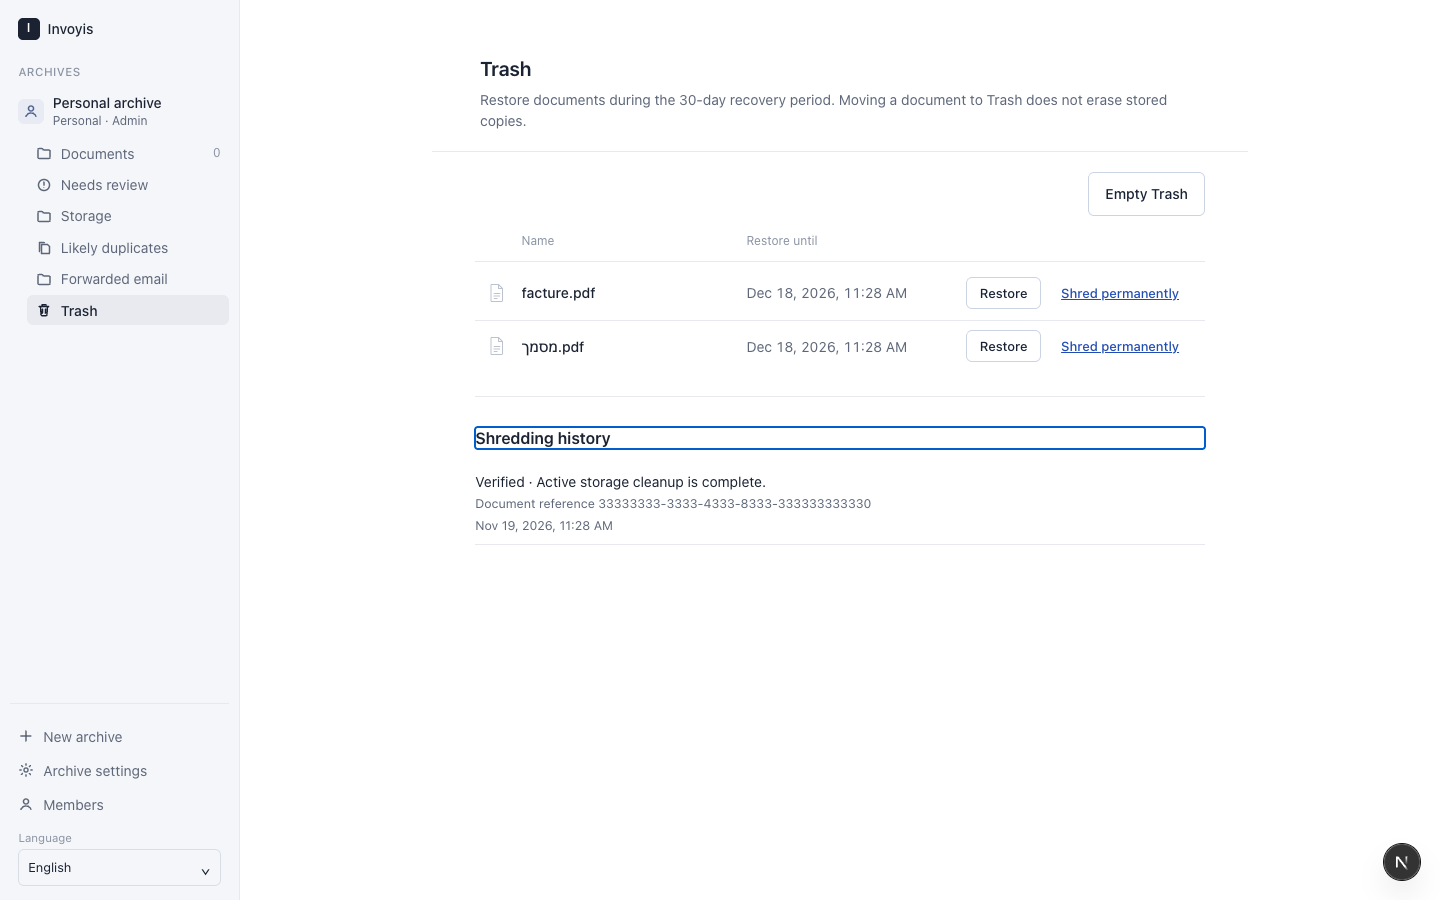 I Invoyis
ARCHIVES
Personal archive
Personal · Admin
Documents 0
Needs review
Storage
Likely duplicates
Forwarded email
Trash
New archive
Archive settings
Members
Language
English
Trash
Restore documents during the 30-day recovery period. Moving a document to Trash does not erase stored
copies.
Empty Trash
Name Restore until
facture.pdf Dec 18, 2026, 11:28 AM Restore Shred permanently
מסמך.pdf Dec 18, 2026, 11:28 AM Restore Shred permanently
Shredding history
Verified · Active storage cleanup is complete.
Document reference 33333333-3333-4333-8333-333333333330
Nov 19, 2026, 11:28 AM
N